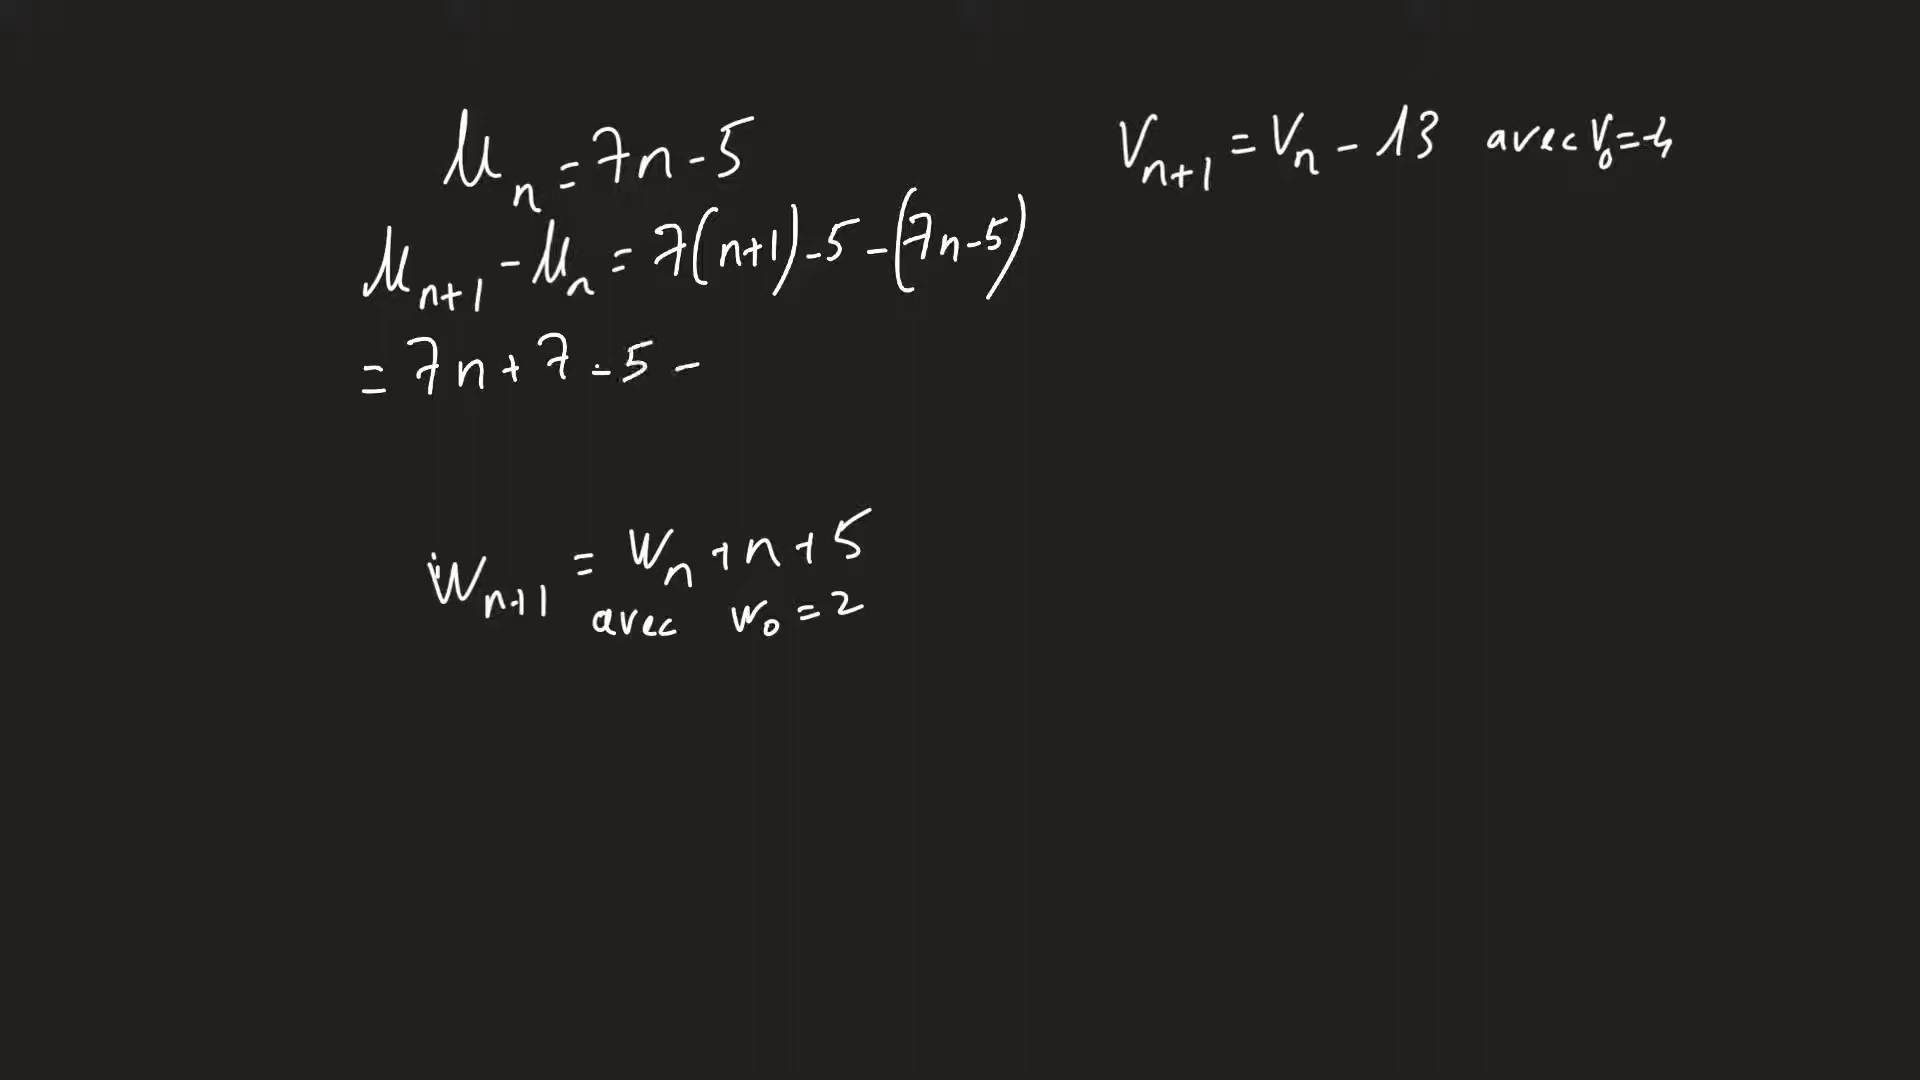 Un = 7n - 5
Vn+1 = Vn - 13 avec V0 = -4
Un+1 - Un = 7(n+1) - 5 - (7n-5)
= 7n + 7 - 5 -
Wn+1 = Wn + n + 5
avec W0 = 2